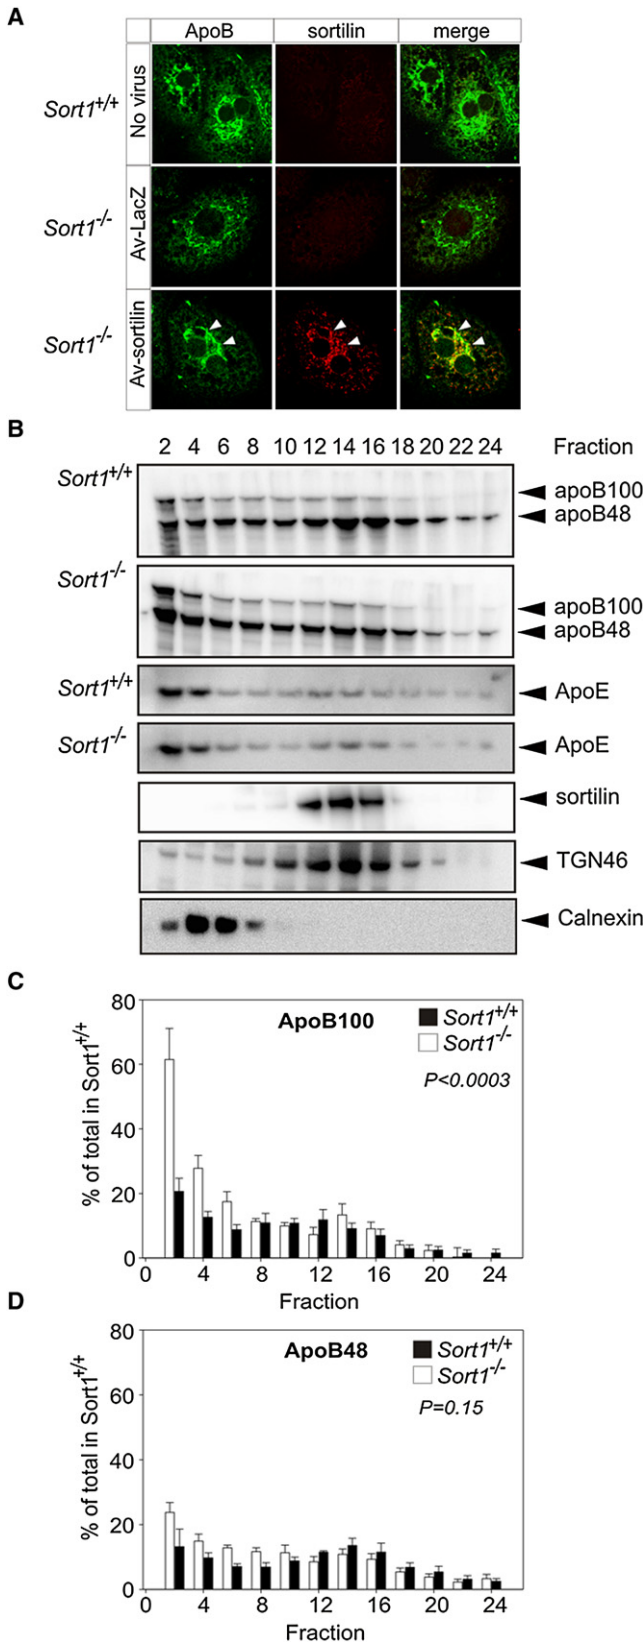 A
ApoB sortilin merge
Sort1+/+ No virus
Sort1-/- Av-LacZ
Sort1-/- Av-sortilin
B
2 4 6 8 10 12 14 16 18 20 22 24 Fraction
Sort1+/+
apoB100
apoB48
Sort1-/-
apoB100
apoB48
Sort1+/+ ApoE
Sort1-/- ApoE
sortilin
TGN46
Calnexin
C
80
60
40
20
0
% of total in Sort1+/+
ApoB100
Sort1+/+
Sort1-/-
P<0.0003
0 4 8 12 16 20 24
Fraction
D
80
60
40
20
0
% of total in Sort1+/+
ApoB48
Sort1+/+
Sort1-/-
P=0.15
0 4 8 12 16 20 24
Fraction